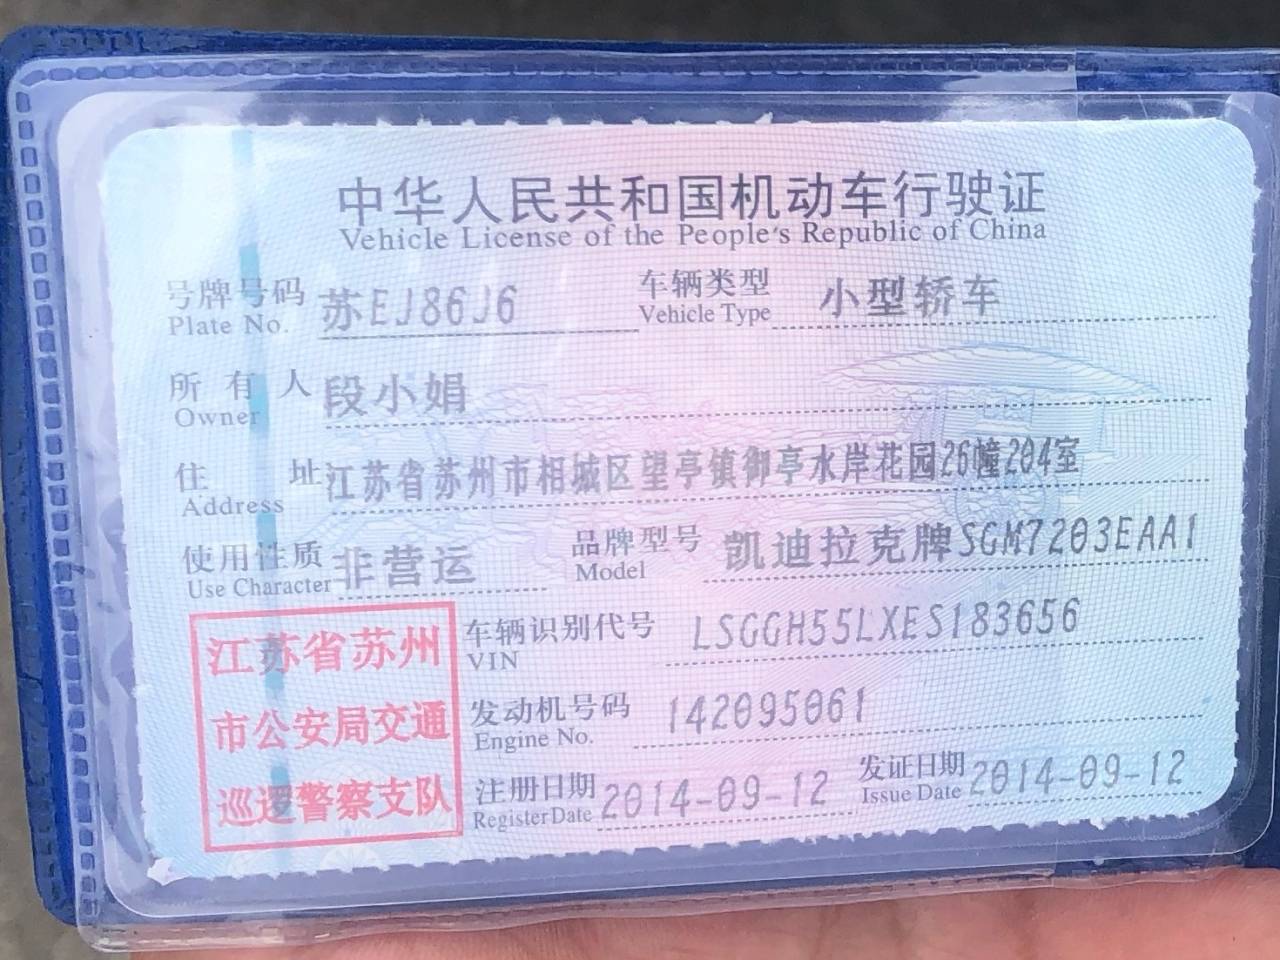 中华人民共和国机动车行驶证
Vehicle License of the People's Republic of China
号牌号码 苏EJ86J6 车辆类型 小型轿车
Plate No. Vehicle Type
所有人 段小娟
Owner
住址 江苏省苏州市相城区望亭镇御亭水岸花园26幢204室
Address
使用性质 非营运 品牌型号 凯迪拉克牌SGM7203EAA1
Use Character Model
车辆识别代号 LSGGH55LXES183656
VIN
发动机号码 142095061
Engine No.
注册日期 2014-09-12 发证日期 2014-09-12
Register Date Issue Date
江苏省苏州
市公安局交通
巡逻警察支队